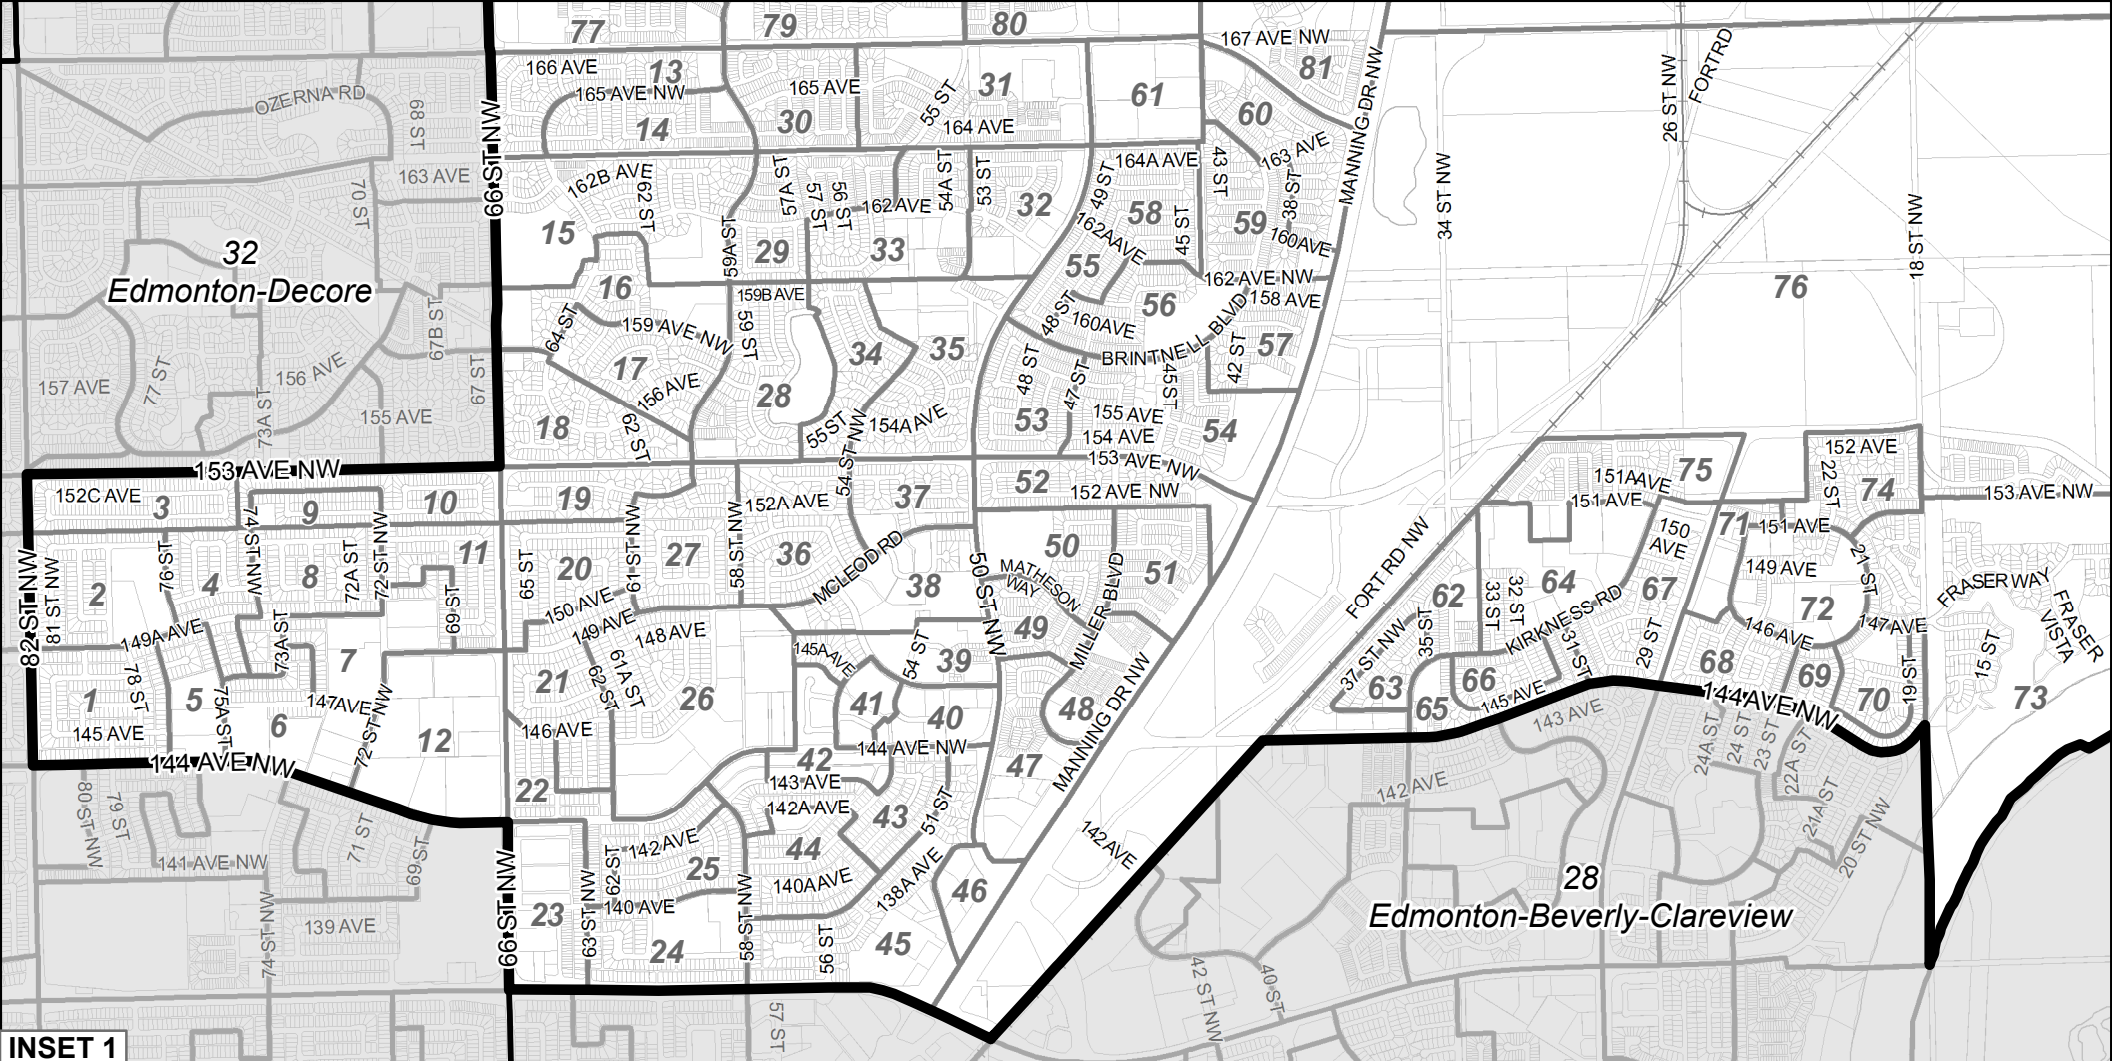 77
79
80
167 AVE NW
81
166 AVE
13
165 AVE NW
165 AVE
14
30
55 ST
31
164 AVE
61
60
163 AVE
MANNING DR NW
34 ST NW
26 ST NW
FORTRD
18 ST NW
76
OZERNA RD
68 ST
163 AVE
70 ST
66 ST NW
32
Edmonton-Decore
67B ST
157 AVE
77 ST
156 AVE
73A ST
155 AVE
67 ST
162B AVE
62 ST
15
16
59A ST
57A ST
57 ST
56 ST
162 AVE
54A ST
53 ST
29
33
32
49 ST
164A AVE
43 ST
58
45 ST
162A AVE
55
59
38 ST
160AVE
162 AVE NW
158 AVE
56
48 ST
160AVE
BRINTNELL BLVD
42 ST
57
64 ST
159 AVE NW
159B AVE
59 ST
17
156 AVE
28
34
35
18
62 ST
55 ST
54 ST NW
154A AVE
48 ST
47 ST
45 ST
53
155 AVE
154 AVE
54
153 AVE NW
153 AVE NW
152C AVE
3
74 ST NW
9
10
72 ST NW
19
61 ST NW
58 ST NW
152A AVE
37
52
152 AVE NW
82 ST NW
81 ST NW
2
76 ST
4
8
72A ST
11
69 ST
65 ST
20
27
36
MCLEOD RD
38
50 ST NW
50
MATHESON
WAY
MILLER BLVD
51
149A AVE
78 ST
1
145 AVE
5
75A ST
73A ST
7
6
147 AVE
72 ST NW
12
144 AVE NW
150 AVE
149 AVE
148 AVE
61A ST
62 ST
21
26
146 AVE
22
145A AVE
54 ST
39
41
40
42
144 AVE NW
49
48
47
MANNING DR NW
143 AVE
142A AVE
43
51 ST
44
140A AVE
138A AVE
46
45
142 AVE
142 AVE
62 ST
25
63 ST NW
140 AVE
58 ST NW
23
24
56 ST
66 ST NW
80 ST NW
79 ST
141 AVE NW
71 ST
69 ST
74 ST NW
139 AVE
57 ST
FORT RD NW
37 ST NW
35 ST
62
33 ST
32 ST
64
151 AVE
151A AVE
75
KIRKNESS RD
31 ST
29 ST
67
150
AVE
63
65
66
145 AVE
71
151 AVE
152 AVE
22 ST
74
153 AVE NW
149 AVE
21 ST
72
146 AVE
147 AVE
68
69
70
19 ST
144 AVE NW
FRASER WAY
FRASER
VISTA
15 ST
73
143 AVE
142 AVE
24A ST
24 ST
23 ST
22A ST
21A ST
20 ST NW
28
Edmonton-Beverly-Clareview
42 ST NW
40 ST
INSET 1